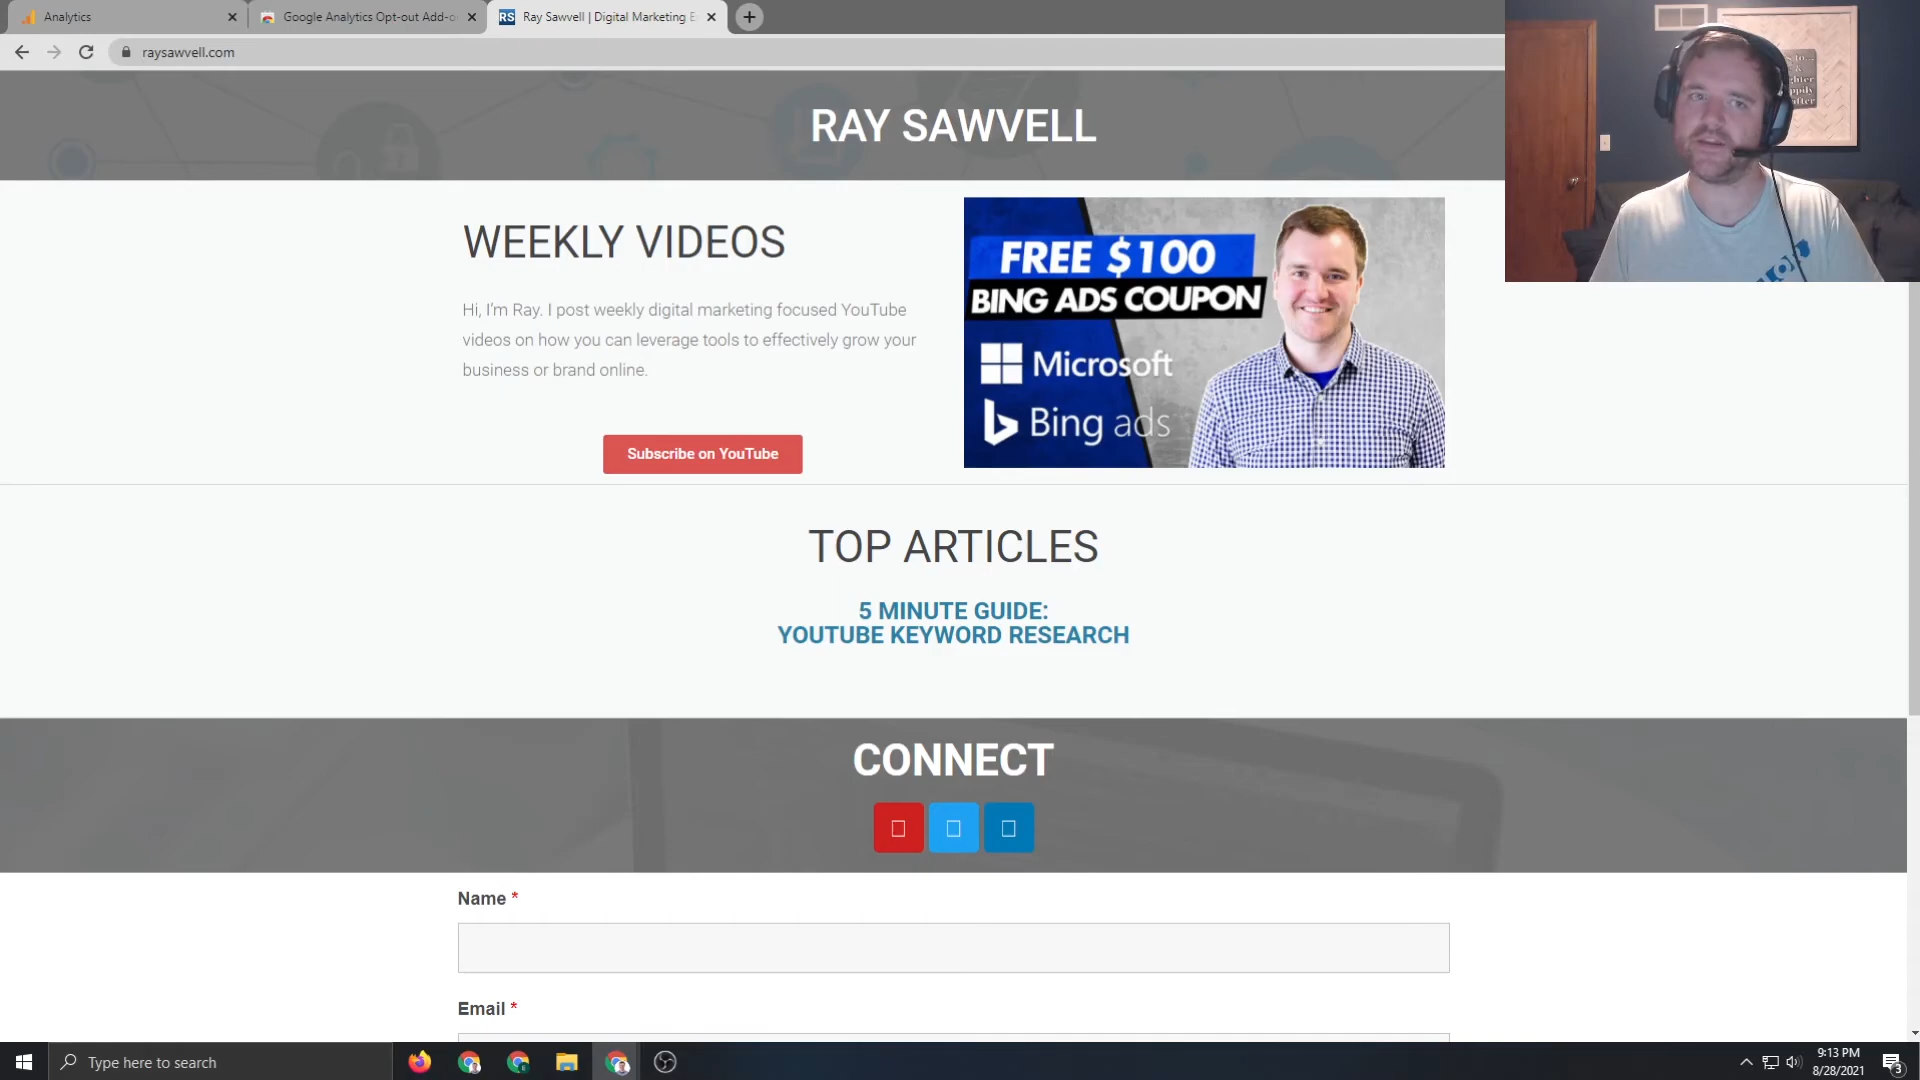 Analytics
Google Analytics Opt-out Add-o
Ray Sawvell | Digital Marketing E
raysawvell.com
RAY SAWVELL
WEEKLY VIDEOS
Hi, I'm Ray. I post weekly digital marketing focused YouTube
videos on how you can leverage tools to effectively grow your
business or brand online.
Subscribe on YouTube
FREE $100
BING ADS COUPON
Microsoft
Bing ads
TOP ARTICLES
5 MINUTE GUIDE:
YOUTUBE KEYWORD RESEARCH
CONNECT
Name *
Email *
Type here to search
9:13 PM
8/28/2021
3
RS